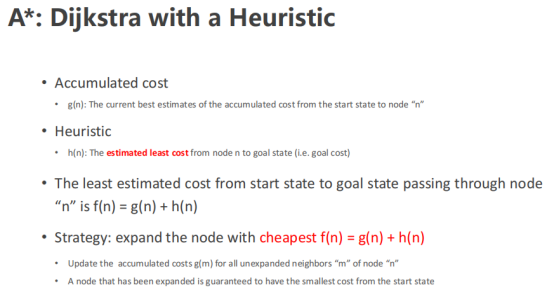 A*: Dijkstra with a Heuristic
• Accumulated cost
• g(n): The current best estimates of the accumulated cost from the start state to node “n”
• Heuristic
• h(n): The estimated least cost from node n to goal state (i.e. goal cost)
• The least estimated cost from start state to goal state passing through node
“n” is f(n) = g(n) + h(n)
• Strategy: expand the node with cheapest f(n) = g(n) + h(n)
• Update the accumulated costs g(m) for all unexpanded neighbors “m” of node “n”
• A node that has been expanded is guaranteed to have the smallest cost from the start state